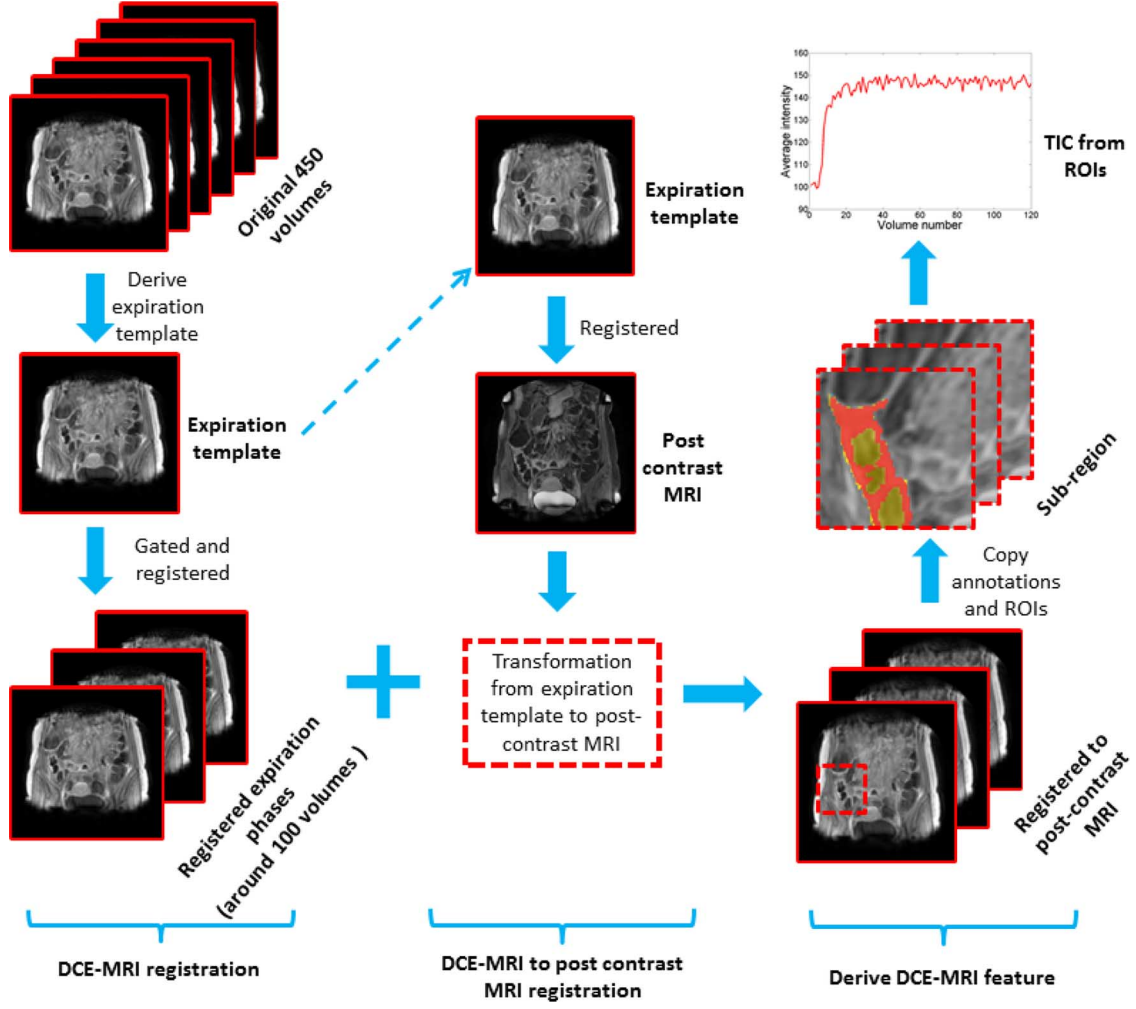 Original 450
volumes
Derive
expiration
template
Expiration
template
Gated and
registered
Registered expiration
phases
(around 100 volumes )
DCE-MRI registration
Expiration
template
Registered
Post
contrast
MRI
Transformation
from expiration
template to post-
contrast MRI
DCE-MRI to post contrast
MRI registration
160
150
140
130
120
110
100
90
0
20
40
60
80
100
120
Average intensity
Volume number
TIC from
ROIs
Sub-region
Copy
annotations
and ROIs
Registered to
post-contrast
MRI
Derive DCE-MRI feature